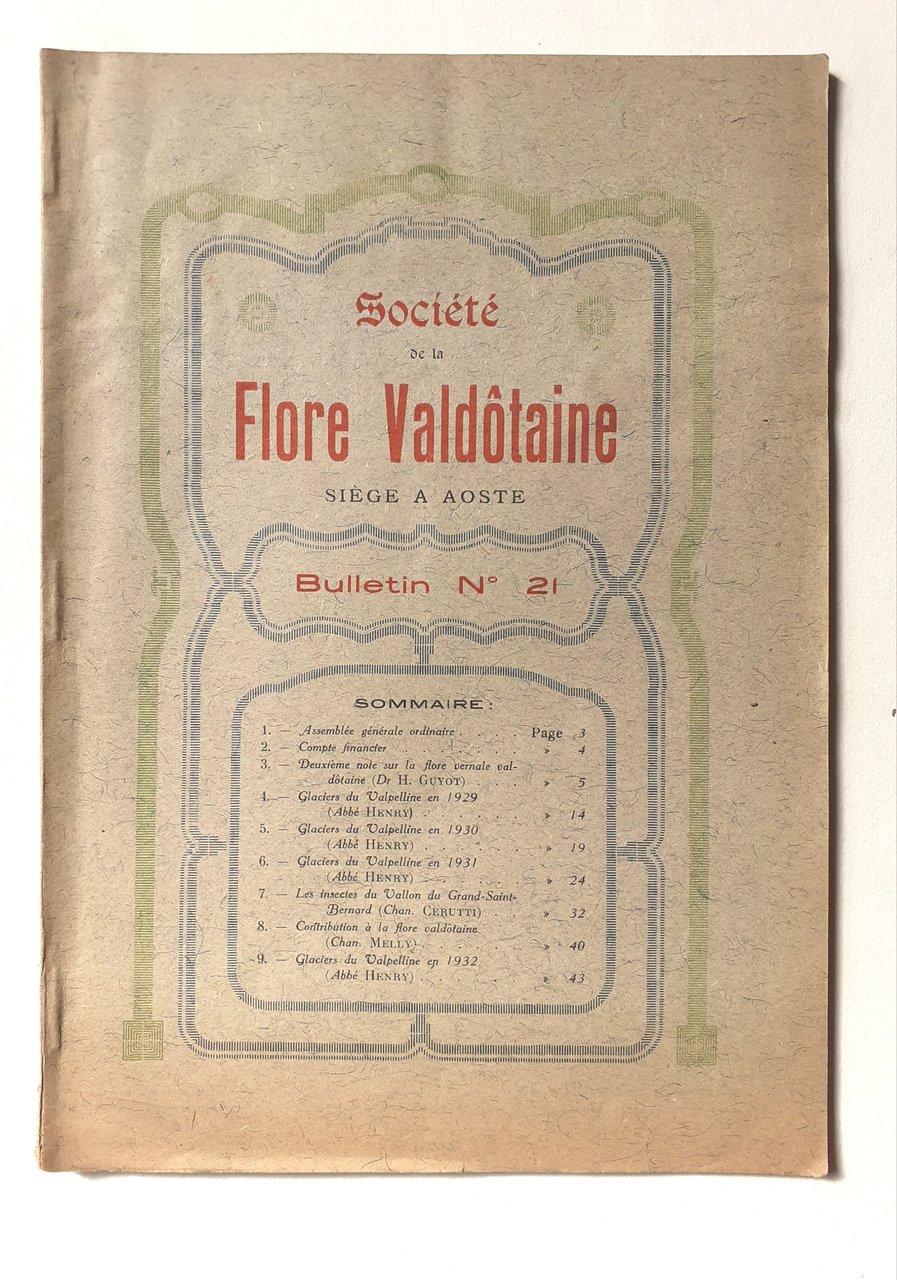 Société
de la
Flore Valdôtaine
SIÈGE A AOSTE
Bulletin N° 21
SOMMAIRE :
1. — Assemblée générale ordinaire . . . . Page 3
2. — Compte financier . . . . . . . » 4
3. — Deuxième note sur la flore vernale val-
dôtaine (Dr H. GUYOT) . . . . » 5
4. — Glaciers du Valpelline en 1929
(Abbé HENRY) . . . . . . . » 14
5. — Glaciers du Valpelline en 1930
(Abbé HENRY) . . . . . . . » 19
6. — Glaciers du Valpelline en 1931
(Abbé HENRY) . . . . . . . » 24
7. — Les insectes du Vallon du Grand-Saint-
Bernard (Chan. CERUTTI) . . . » 32
8. — Contribution à la flore valdôtaine
(Chan. MELLY) . . . . . . » 40
9. — Glaciers du Valpelline en 1932
(Abbé HENRY) . . . . . . . » 43